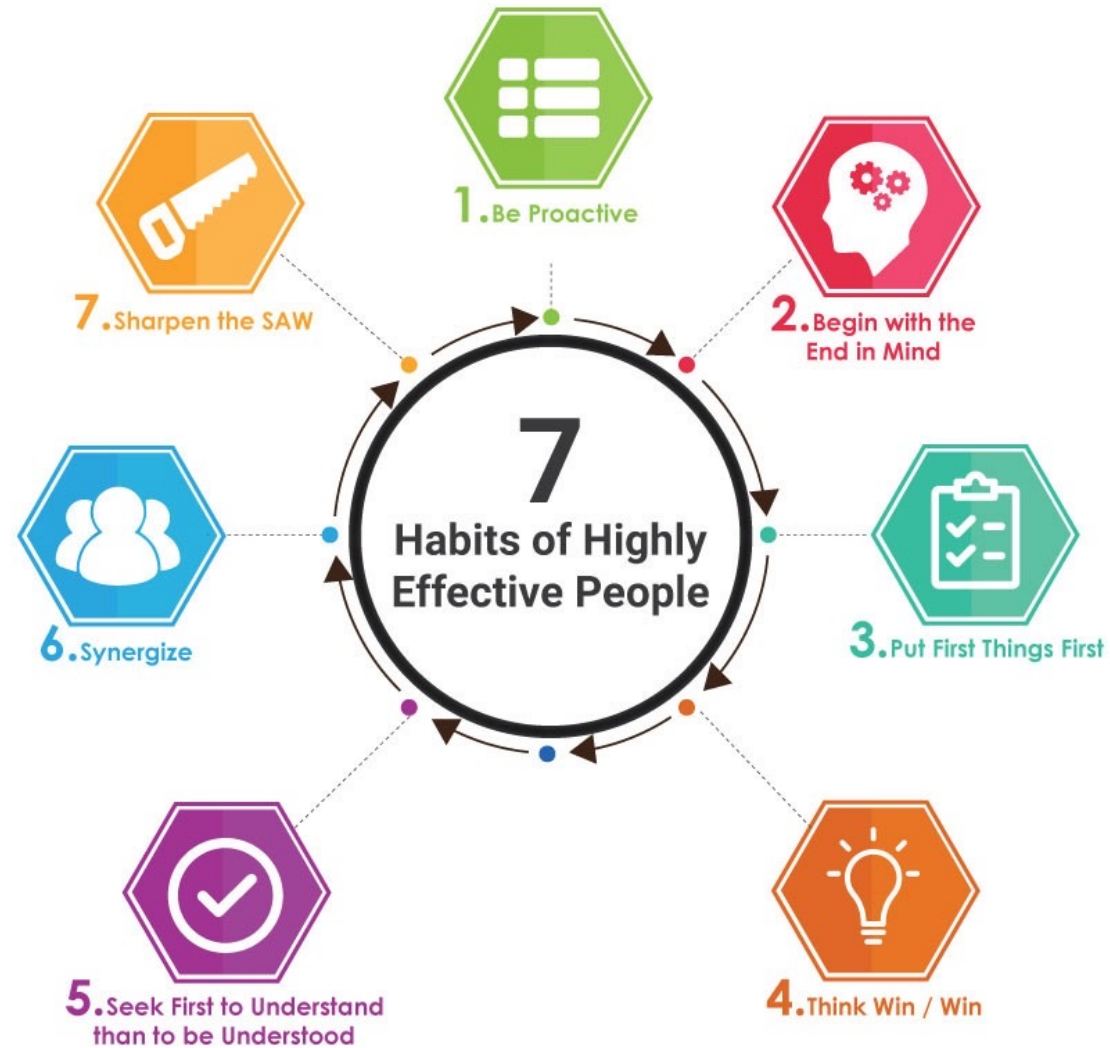 7
Habits of Highly
Effective People
1.Be Proactive
2.Begin with the
End in Mind
3.Put First Things First
4.Think Win / Win
5.Seek First to Understand
than to be Understood
6.Synergize
7.Sharpen the SAW